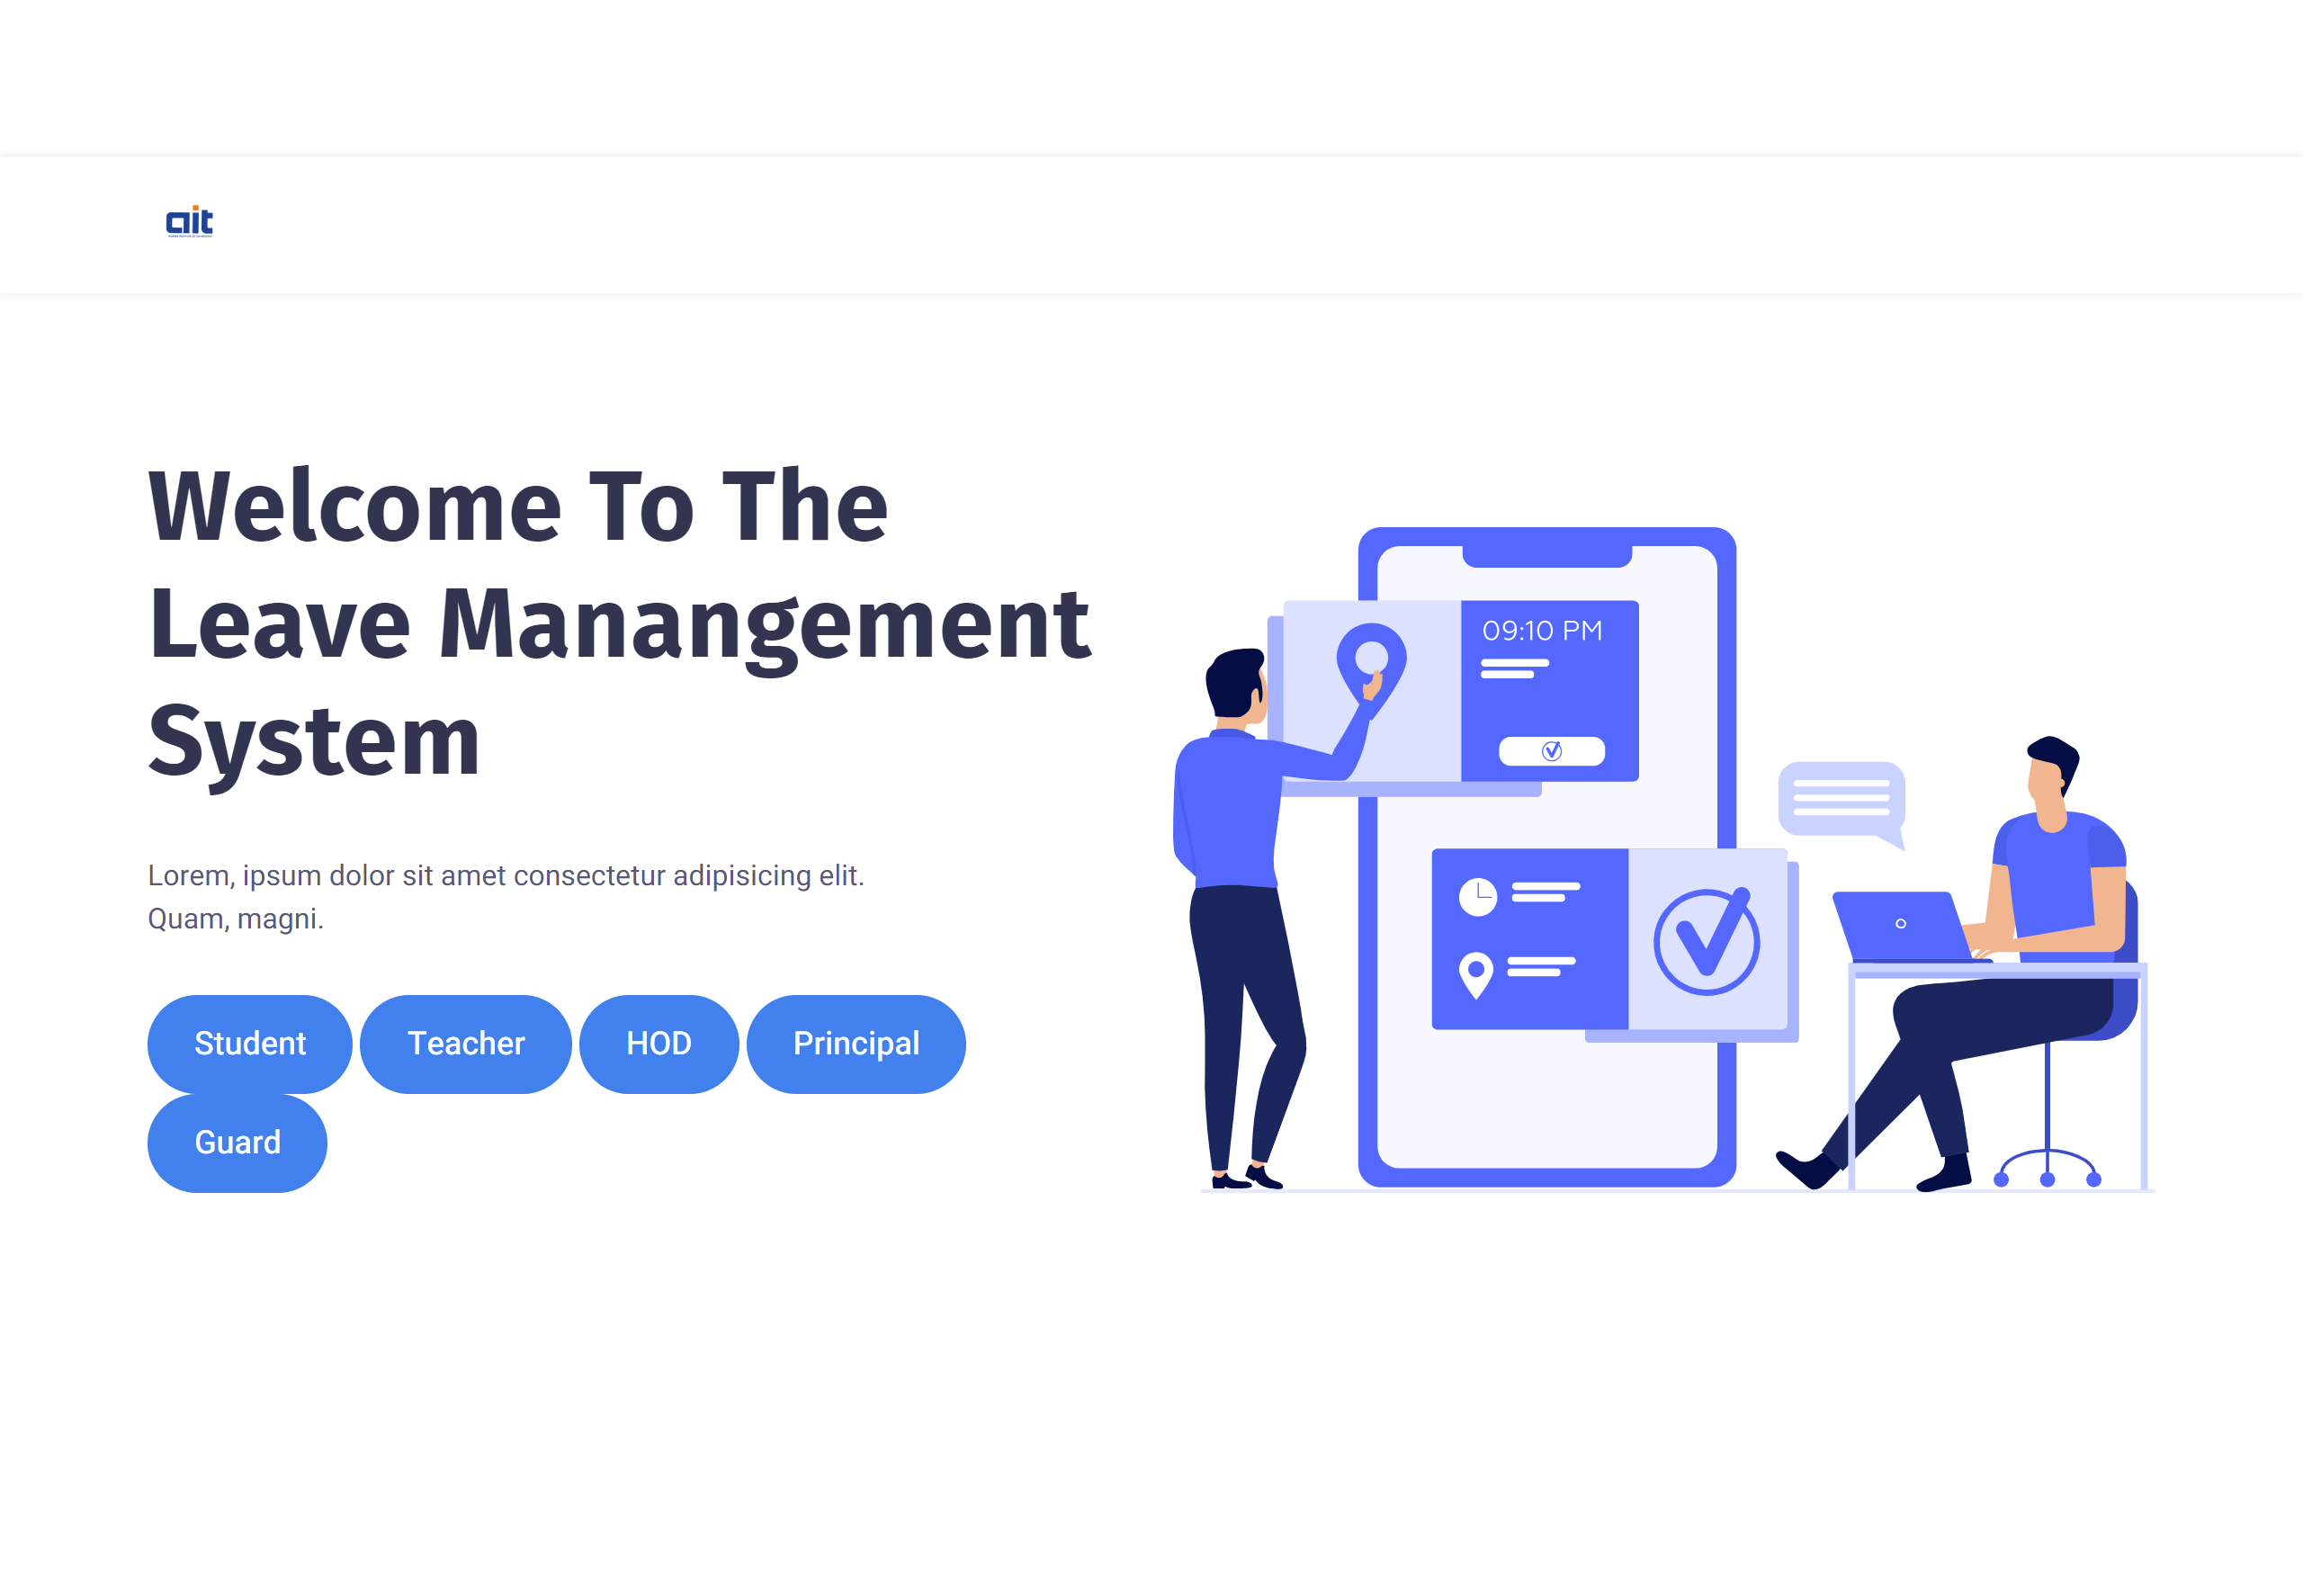 ait
Welcome To The
Leave Manangement
System
Lorem, ipsum dolor sit amet consectetur adipisicing elit.
Quam, magni.
Student Teacher HOD Principal
Guard
09:10 PM